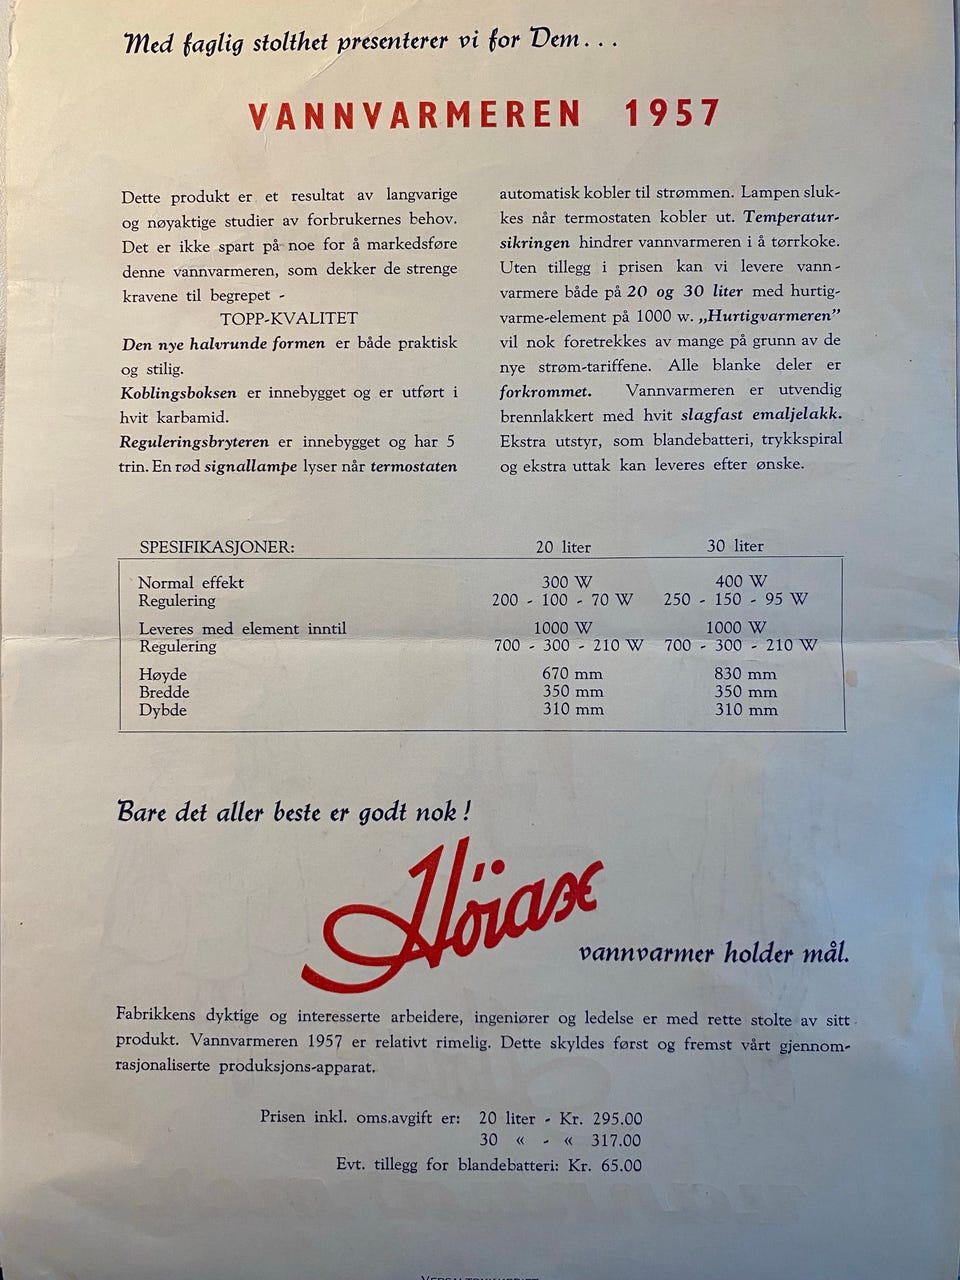 Med faglig stolthet presenterer vi for Dem...
VANNVARMEREN 1957
Dette produkt er et resultat av langvarige
og nøyaktige studier av forbrukernes behov.
Det er ikke spart på noe for å markedsføre
denne vannvarmeren, som dekker de strenge
kravene til begrepet -
TOPP-KVALITET
Den nye halvrunde formen er både praktisk
og stilig.
Koblingsboksen er innebygget og er utført i
hvit karbamid.
Reguleringsbryteren er innebygget og har 5
trin. En rød signallampe lyser når termostaten
automatisk kobler til strømmen. Lampen sluk-
kes når termostaten kobler ut. Temperatur-
sikringen hindrer vannvarmeren i å tørrkoke.
Uten tillegg i prisen kan vi levere vann-
varmere både på 20 og 30 liter med hurtig-
varme-element på 1000 w. „Hurtigvarmeren”
vil nok foretrekkes av mange på grunn av de
nye strøm-tariffene. Alle blanke deler er
forkrommet. Vannvarmeren er utvendig
brennlakkert med hvit slagfast emaljelakk.
Ekstra utstyr, som blandebatteri, trykkspiral
og ekstra uttak kan leveres efter ønske.
SPESIFIKASJONER: 20 liter 30 liter
Normal effekt 300 W 400 W
Regulering 200 - 100 - 70 W 250 - 150 - 95 W
Leveres med element inntil 1000 W 1000 W
Regulering 700 - 300 - 210 W 700 - 300 - 210 W
Høyde 670 mm 830 mm
Bredde 350 mm 350 mm
Dybde 310 mm 310 mm
Bare det aller beste er godt nok!
Höiax
vannvarmer holder mål.
Fabrikkens dyktige og interesserte arbeidere, ingeniører og ledelse er med rette stolte av sitt
produkt. Vannvarmeren 1957 er relativt rimelig. Dette skyldes først og fremst vårt gjennom-
rasjonaliserte produksjons-apparat.
Prisen inkl. oms.avgift er: 20 liter - Kr. 295.00
30 « - « 317.00
Evt. tillegg for blandebatteri: Kr. 65.00